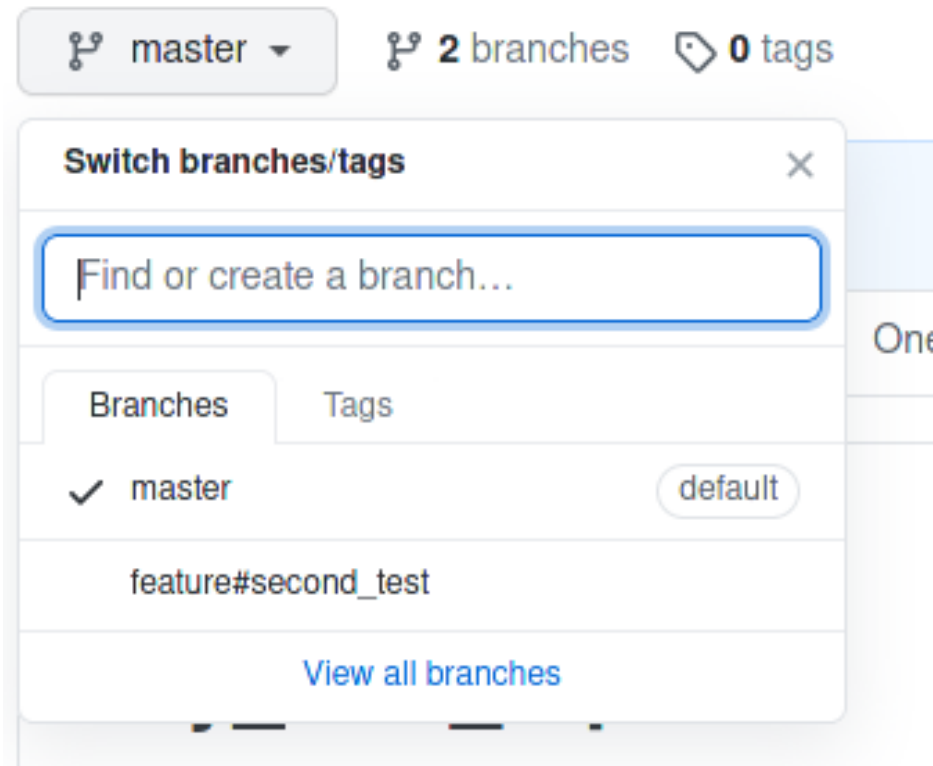 master 2 branches 0 tags
Switch branches/tags
Find or create a branch...
One
Branches Tags
master default
feature#second_test
View all branches